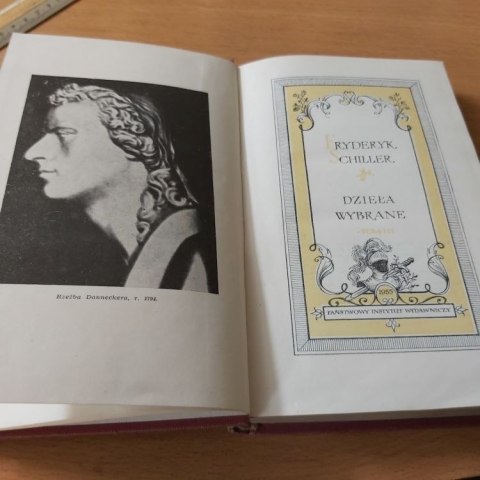 Rzeźba Danneckera, r. 1794.
FRYDERYK
SCHILLER
DZIEŁA
WYBRANE
1955
PAŃSTWOWY INSTYTUT WYDAWNICZY